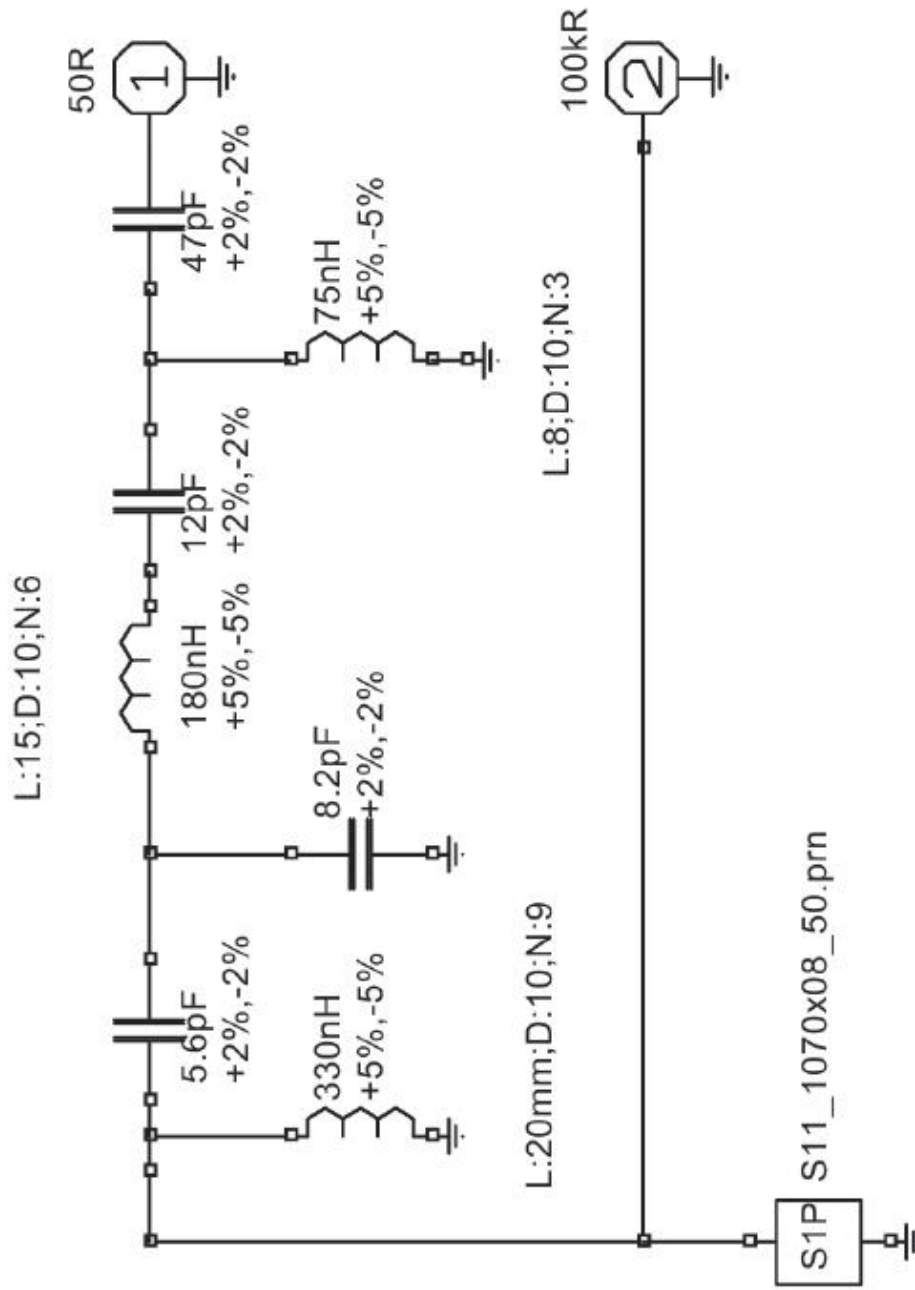 L:15;D:10;N:6
50R
1
47pF
+2%,-2%
75nH
+5%,-5%
12pF
+2%,-2%
180nH
+5%,-5%
8.2pF
+2%,-2%
5.6pF
+2%,-2%
330nH
+5%,-5%
L:8;D:10;N:3
L:20mm;D:10;N:9
100kR
2
S1P
S11_1070x08_50.prn